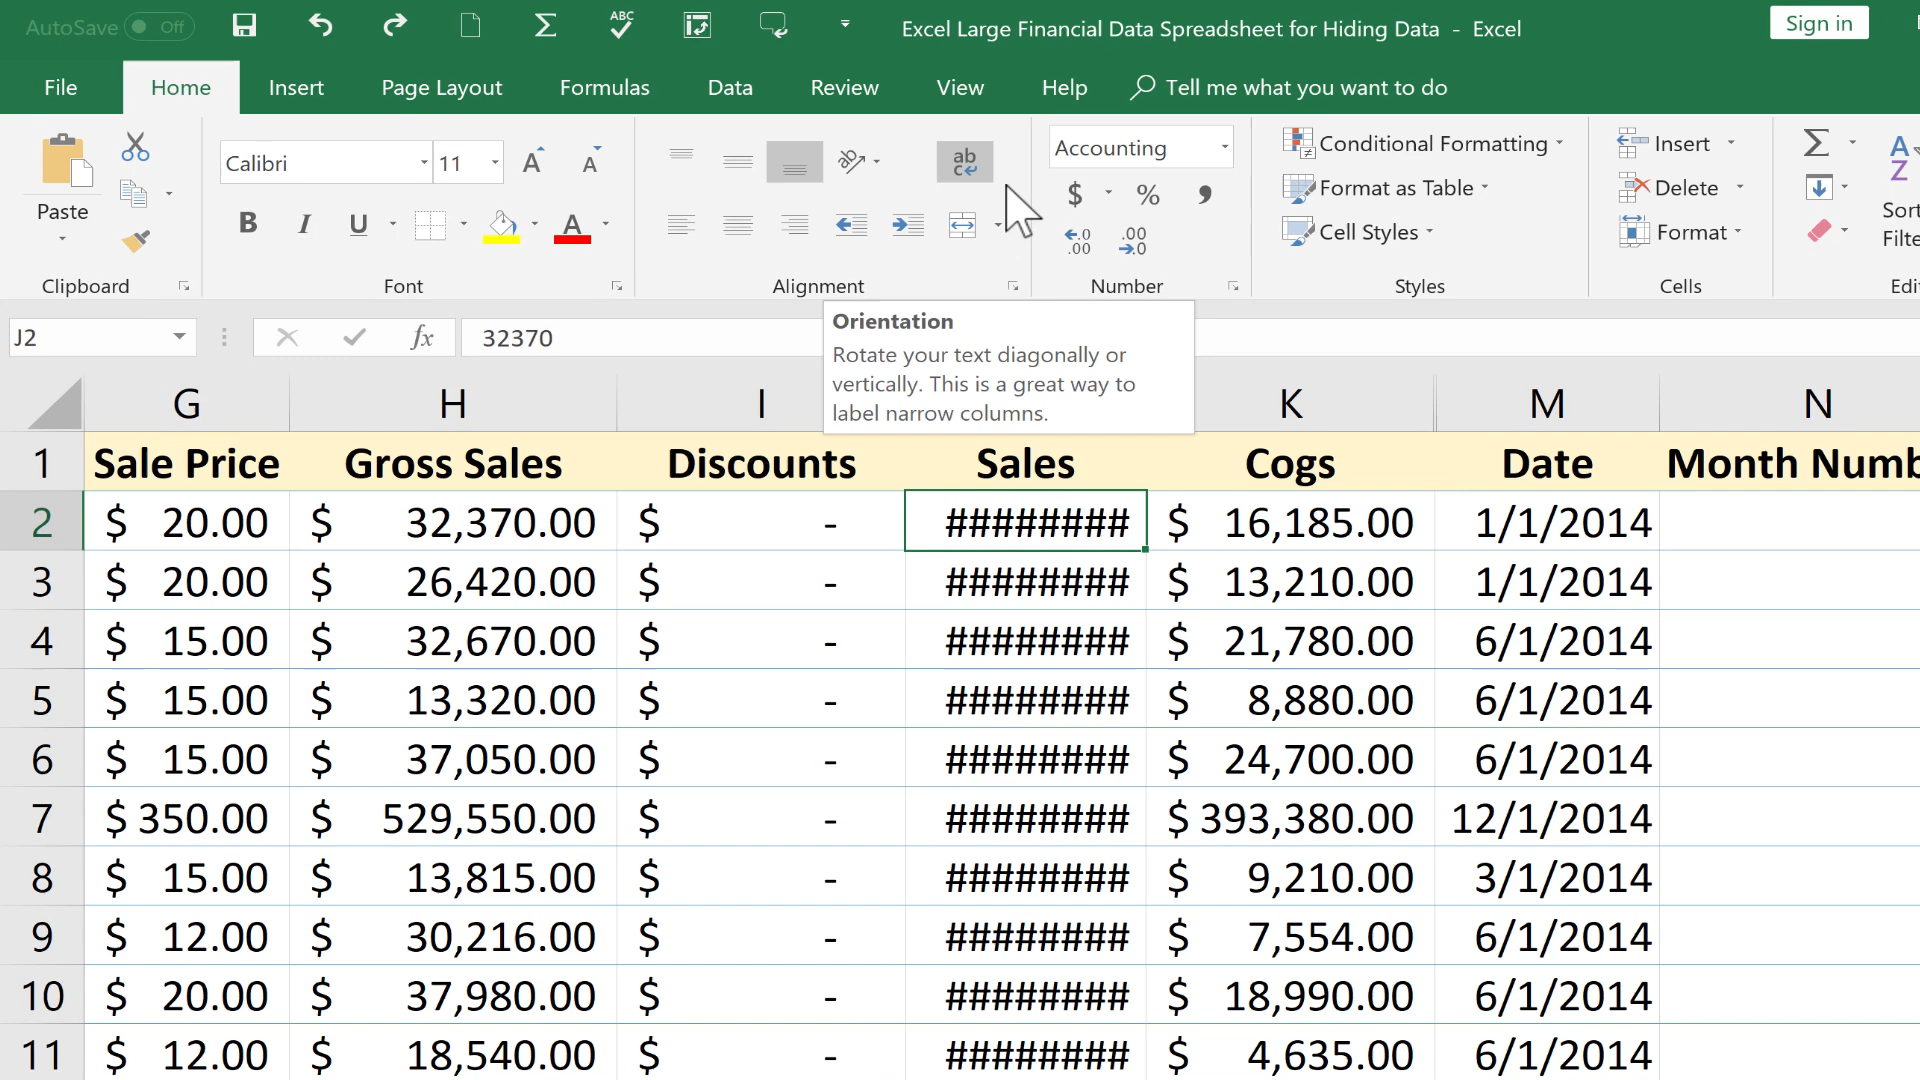 AutoSave Off
ABC
Excel Large Financial Data Spreadsheet for Hiding Data - Excel
Sign in
File Home Insert Page Layout Formulas Data Review View Help Tell me what you want to do
Paste
Calibri 11 A A
B I U A
ab
c
ab
Accounting
$ % ,
.0 .00
.00 .0
Conditional Formatting
Format as Table
Cell Styles
Insert
Delete
Format
A
Z
Clipboard Font Alignment Number Styles Cells
J2 fx 32370
Orientation
Rotate your text diagonally or
vertically. This is a great way to
label narrow columns.
G H I K M N
1 Sale Price Gross Sales Discounts Sales Cogs Date Month Numb
2 $ 20.00 $ 32,370.00 $ - ######## $ 16,185.00 1/1/2014
3 $ 20.00 $ 26,420.00 $ - ######## $ 13,210.00 1/1/2014
4 $ 15.00 $ 32,670.00 $ - ######## $ 21,780.00 6/1/2014
5 $ 15.00 $ 13,320.00 $ - ######## $ 8,880.00 6/1/2014
6 $ 15.00 $ 37,050.00 $ - ######## $ 24,700.00 6/1/2014
7 $ 350.00 $ 529,550.00 $ - ######## $ 393,380.00 12/1/2014
8 $ 15.00 $ 13,815.00 $ - ######## $ 9,210.00 3/1/2014
9 $ 12.00 $ 30,216.00 $ - ######## $ 7,554.00 6/1/2014
10 $ 20.00 $ 37,980.00 $ - ######## $ 18,990.00 6/1/2014
11 $ 12.00 $ 18,540.00 $ - ######## $ 4,635.00 6/1/2014